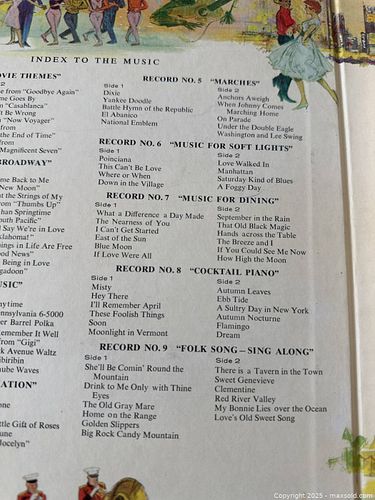 INDEX TO THE MUSIC
OVIE THEMES"
e 2
e from "Goodbye Again"
me Goes By
"Casablanca"
't Be Wrong
"Now Voyager"
from
the End of Time"
from
Magnificent Seven"
BROADWAY"
ome Back to Me
New Moon"
t the Strings of My
om "Thumbs Up"
han Springtime
outh Pacific"
l Say We're in Love
klahoma!"
hings in Life Are Free
od News"
Being in Love
gadoon"
USIC"
nytime
nnsylvania 6-5000
er Barrel Polka
emember It Well
from "Gigi"
k Avenue Waltz
ibiribin
ube Waves
ATION"
one
ttle Gift of Roses
une
Jocelyn"
RECORD NO. 5 "MARCHES"
Side 1
Dixie
Yankee Doodle
Battle Hymn of the Republic
El Abanico
National Emblem
Side 2
Anchors Aweigh
When Johnny Comes
Marching Home
On Parade
Under the Double Eagle
Washington and Lee Swing
RECORD NO. 6 "MUSIC FOR SOFT LIGHTS"
Side 1
Poinciana
This Can't Be Love
Where or When
Down in the Village
Side 2
Love Walked In
Manhattan
Saturday Kind of Blues
A Foggy Day
RECORD NO. 7 "MUSIC FOR DINING"
Side 1
What a Difference a Day Made
The Nearness of You
I Can't Get Started
East of the Sun
Blue Moon
If Love Were All
Side 2
September in the Rain
That Old Black Magic
Hands across the Table
The Breeze and I
If You Could See Me Now
How High the Moon
RECORD NO. 8 "COCKTAIL PIANO"
Side 1
Misty
Hey There
I'll Remember April
These Foolish Things
Soon
Moonlight in Vermont
Side 2
Autumn Leaves
Ebb Tide
A Sultry Day in New York
Autumn Nocturne
Flamingo
Dream
RECORD NO. 9 "FOLK SONG—SING ALONG"
Side 1
She'll Be Comin' Round the
Mountain
Drink to Me Only with Thine
Eyes
The Old Gray Mare
Home on the Range
Golden Slippers
Big Rock Candy Mountain
Side 2
There is a Tavern in the Town
Sweet Genevieve
Clementine
Red River Valley
My Bonnie Lies over the Ocean
Love's Old Sweet Song
Copyright 2025 - maxsold.com